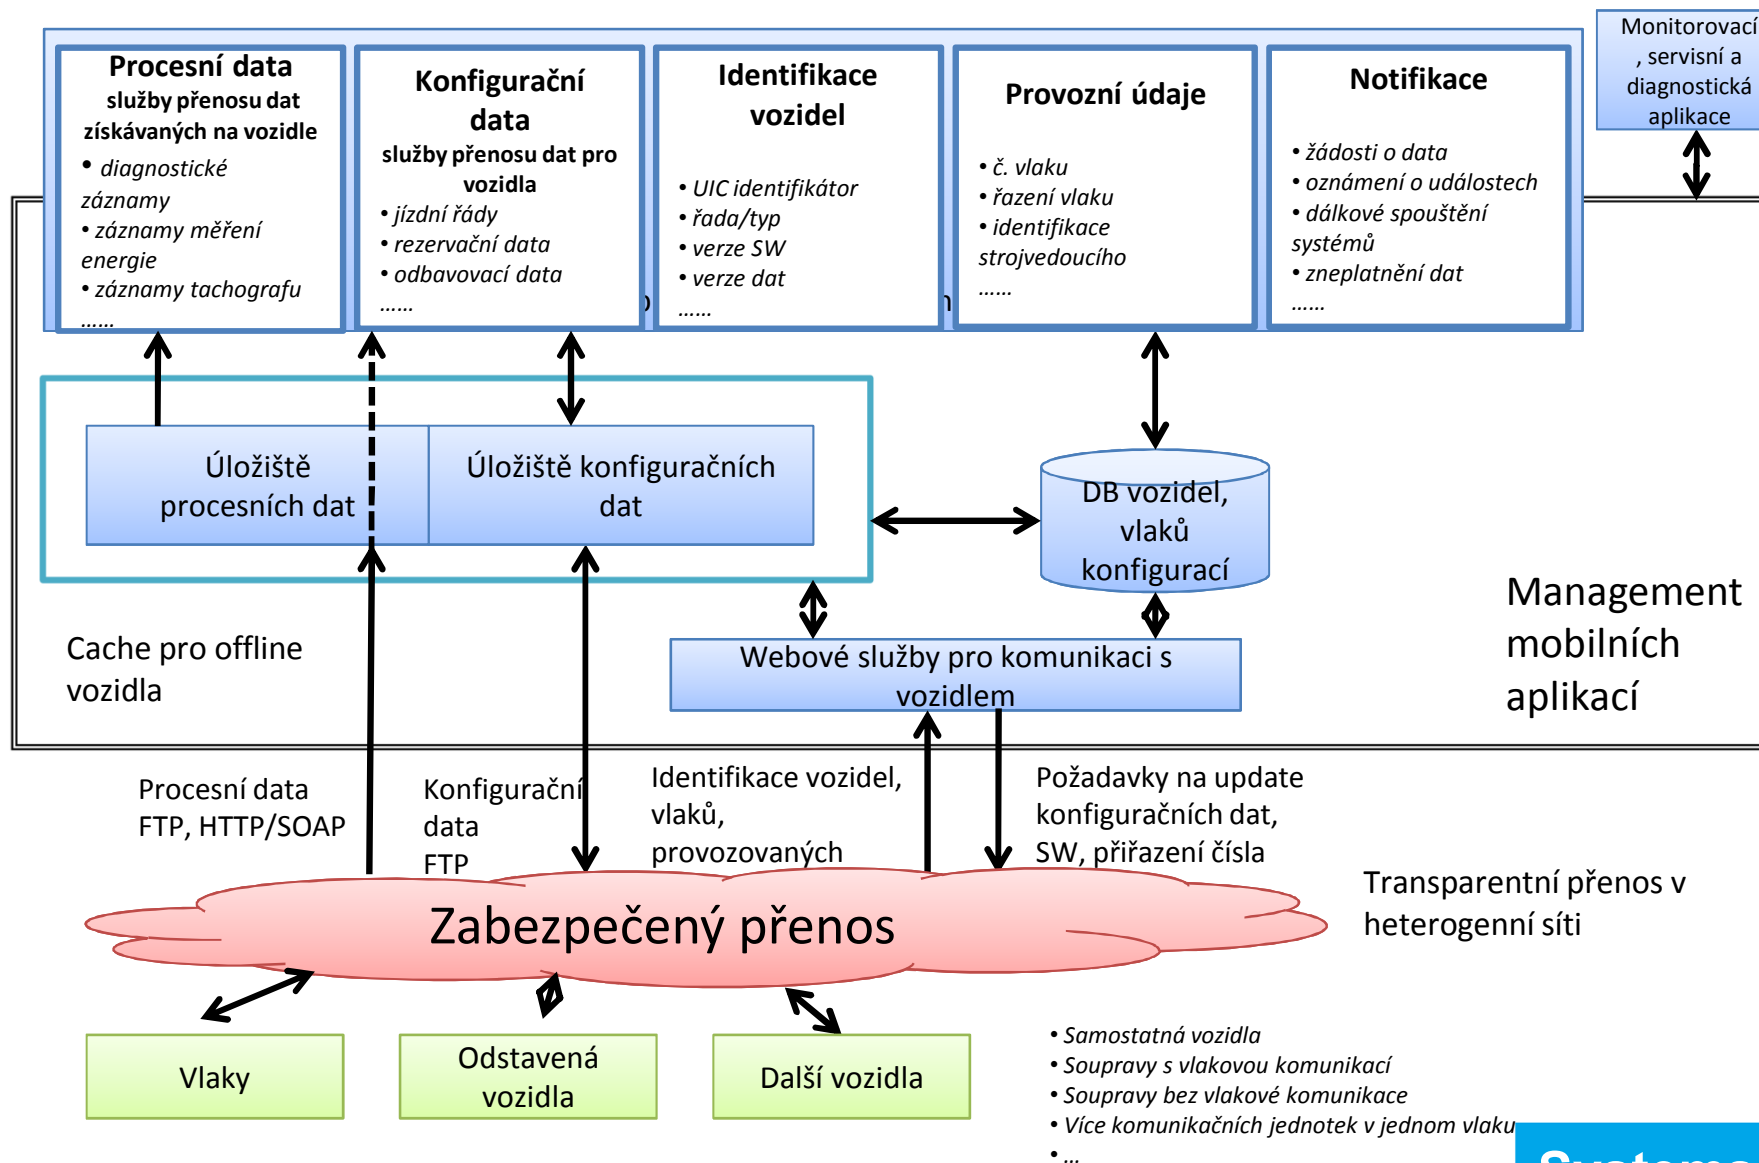 Procesní data
služby přenosu dat
získávaných na vozidle
• diagnostické
záznamy
• záznamy měření
energie
• záznamy tachografu
……
Konfigurační
data
služby přenosu dat pro
vozidla
• jízdní řády
• rezervační data
• odbavovací data
……
Identifikace
vozidel
• UIC identifikátor
• řada/typ
• verze SW
• verze dat
……
Provozní údaje
• č. vlaku
• řazení vlaku
• identifikace
strojvedoucího
……
Notifikace
• žádosti o data
• oznámení o událostech
• dálkové spouštění
systémů
• zneplatnění dat
……
Monitorovací
, servisní a
diagnostická
aplikace
Úložiště
procesních dat
Úložiště konfiguračních
dat
DB vozidel,
vlaků
konfigurací
Cache pro offline
vozidla
Webové služby pro komunikaci s
vozidlem
Management
mobilních
aplikací
Procesní data
FTP, HTTP/SOAP
Konfigurační
data
FTP
Identifikace vozidel,
vlaků,
provozovaných
Požadavky na update
konfiguračních dat,
SW, přiřazení čísla
Zabezpečený přenos
Transparentní přenos v
heterogenní síti
Vlaky
Odstavená
vozidla
Další vozidla
• Samostatná vozidla
• Soupravy s vlakovou komunikací
• Soupravy bez vlakové komunikace
• Více komunikačních jednotek v jednom vlaku
• …